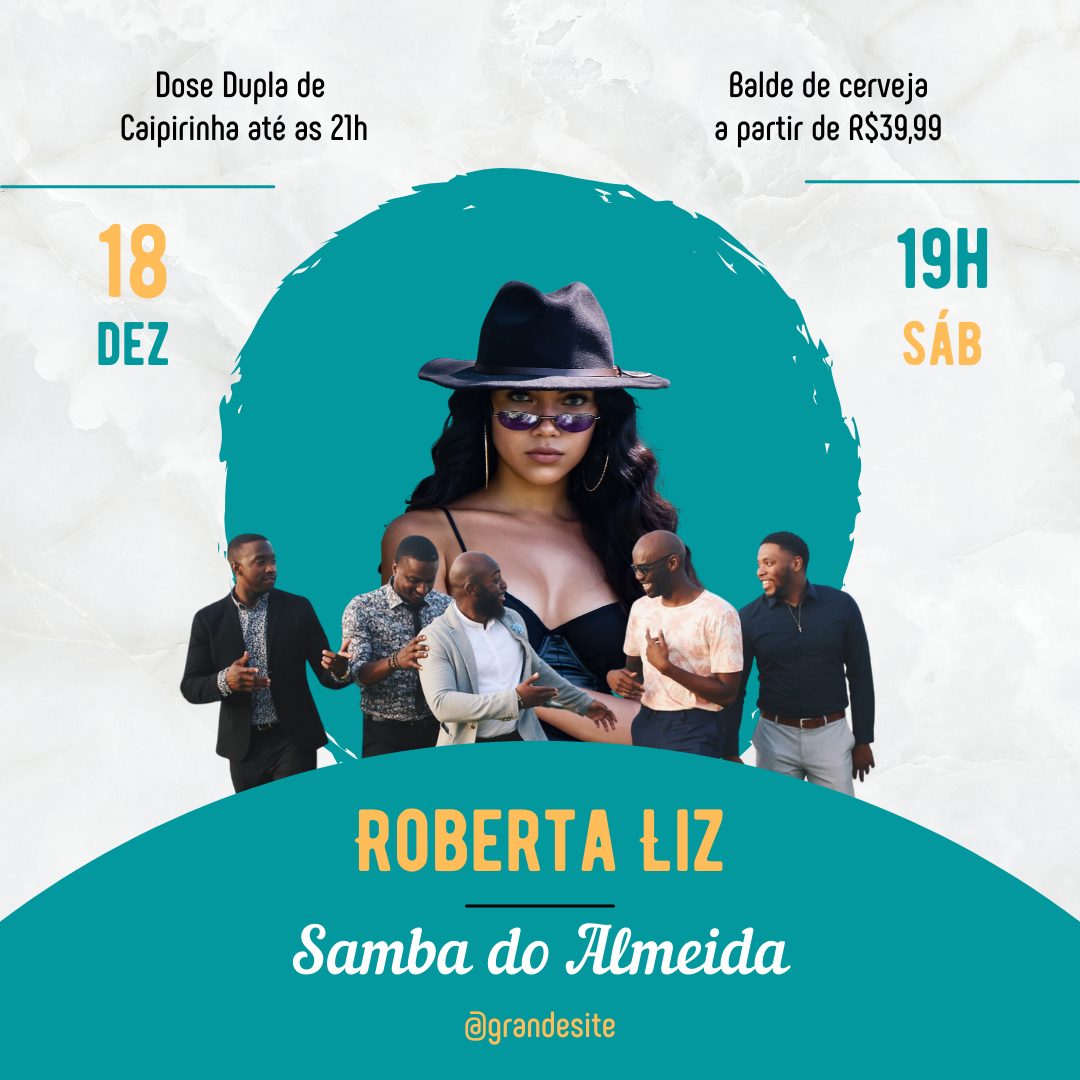 Dose Dupla de
Caipirinha até as 21h
Balde de cerveja
a partir de R$39,99
18
DEZ
19H
SÁB
ROBERTA LIZ
Samba do Almeida
@grandesite